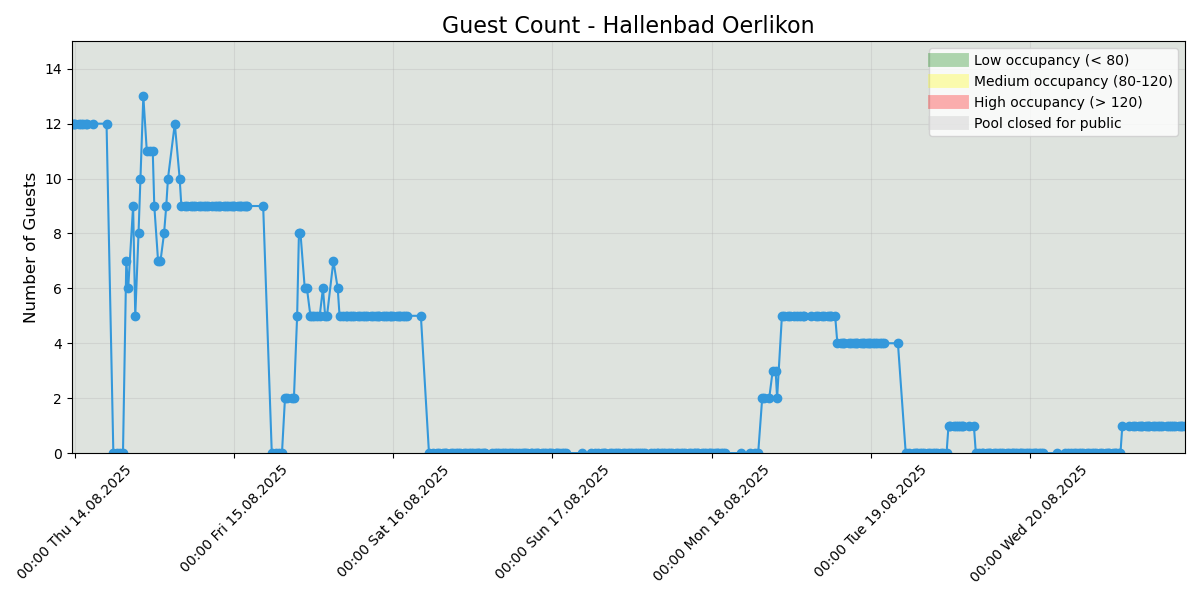 Guest Count - Hallenbad Oerlikon
Low occupancy (< 80)
Medium occupancy (80-120)
High occupancy (> 120)
Pool closed for public
Number of Guests
14
12
10
8
6
4
2
0
00:00 Thu 14.08.2025
00:00 Fri 15.08.2025
00:00 Sat 16.08.2025
00:00 Sun 17.08.2025
00:00 Mon 18.08.2025
00:00 Tue 19.08.2025
00:00 Wed 20.08.2025